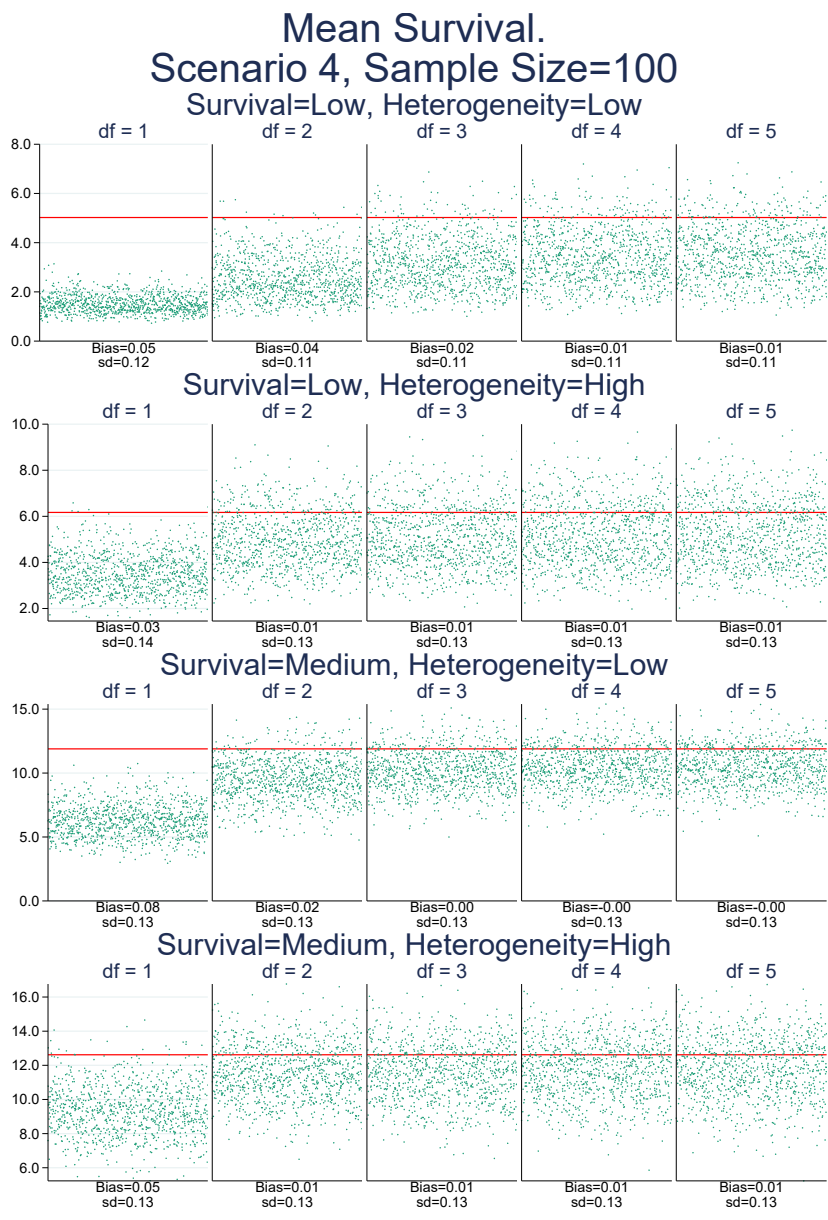 Mean Survival.
Scenario 4, Sample Size=100
Survival=Low, Heterogeneity=Low
df = 1 df = 2 df = 3 df = 4 df = 5
8.0
6.0
4.0
2.0
0.0
Bias=0.05 Bias=0.04 Bias=0.02 Bias=0.01 Bias=0.01
sd=0.12 sd=0.11 sd=0.11 sd=0.11 sd=0.11
Survival=Low, Heterogeneity=High
df = 1 df = 2 df = 3 df = 4 df = 5
10.0
8.0
6.0
4.0
2.0
Bias=0.03 Bias=0.01 Bias=0.01 Bias=0.01 Bias=0.01
sd=0.14 sd=0.13 sd=0.13 sd=0.13 sd=0.13
Survival=Medium, Heterogeneity=Low
df = 1 df = 2 df = 3 df = 4 df = 5
15.0
10.0
5.0
0.0
Bias=0.08 Bias=0.02 Bias=0.00 Bias=-0.00 Bias=-0.00
sd=0.13 sd=0.13 sd=0.13 sd=0.13 sd=0.13
Survival=Medium, Heterogeneity=High
df = 1 df = 2 df = 3 df = 4 df = 5
16.0
14.0
12.0
10.0
8.0
6.0
Bias=0.05 Bias=0.01 Bias=0.01 Bias=0.01 Bias=0.01
sd=0.13 sd=0.13 sd=0.13 sd=0.13 sd=0.13